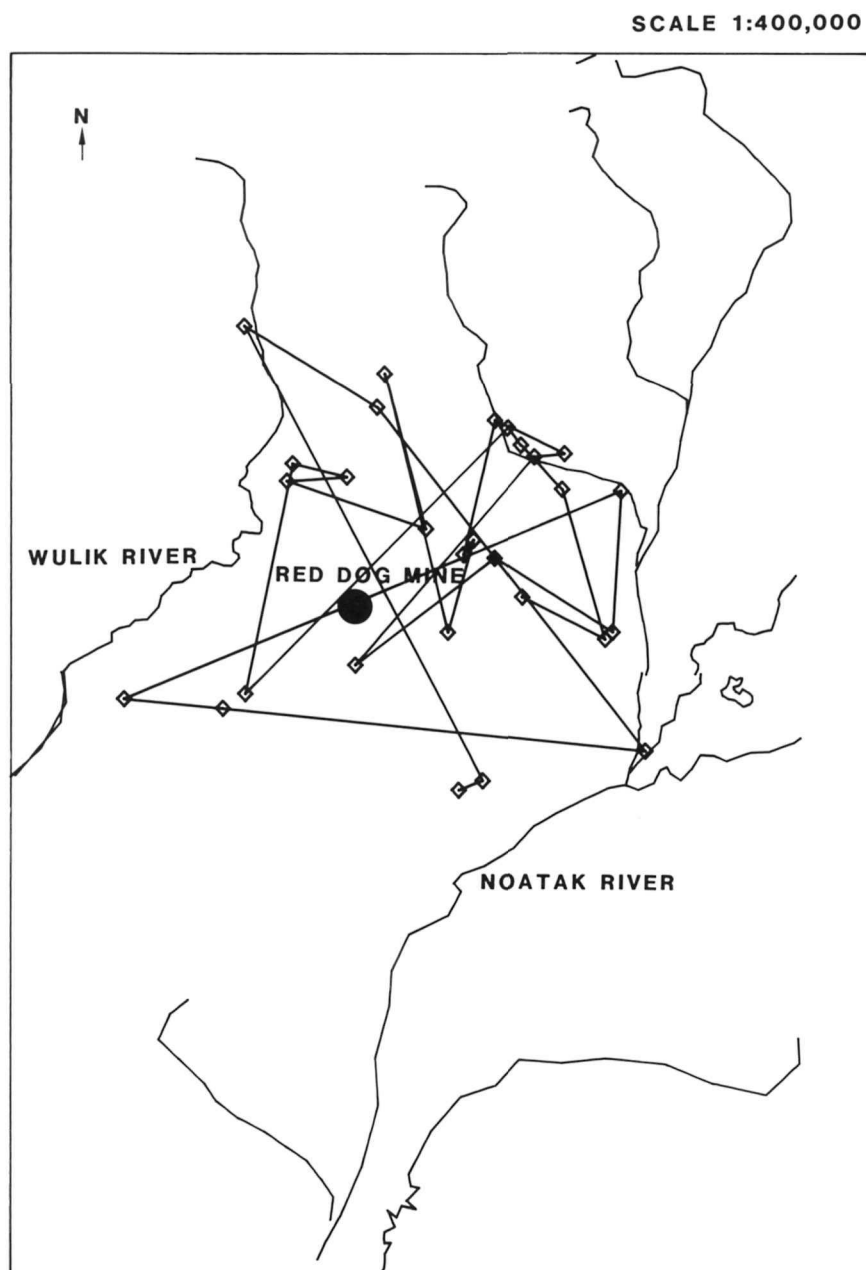 SCALE 1:400,000
N
WULIK RIVER
RED DOG MINE
NOATAK RIVER